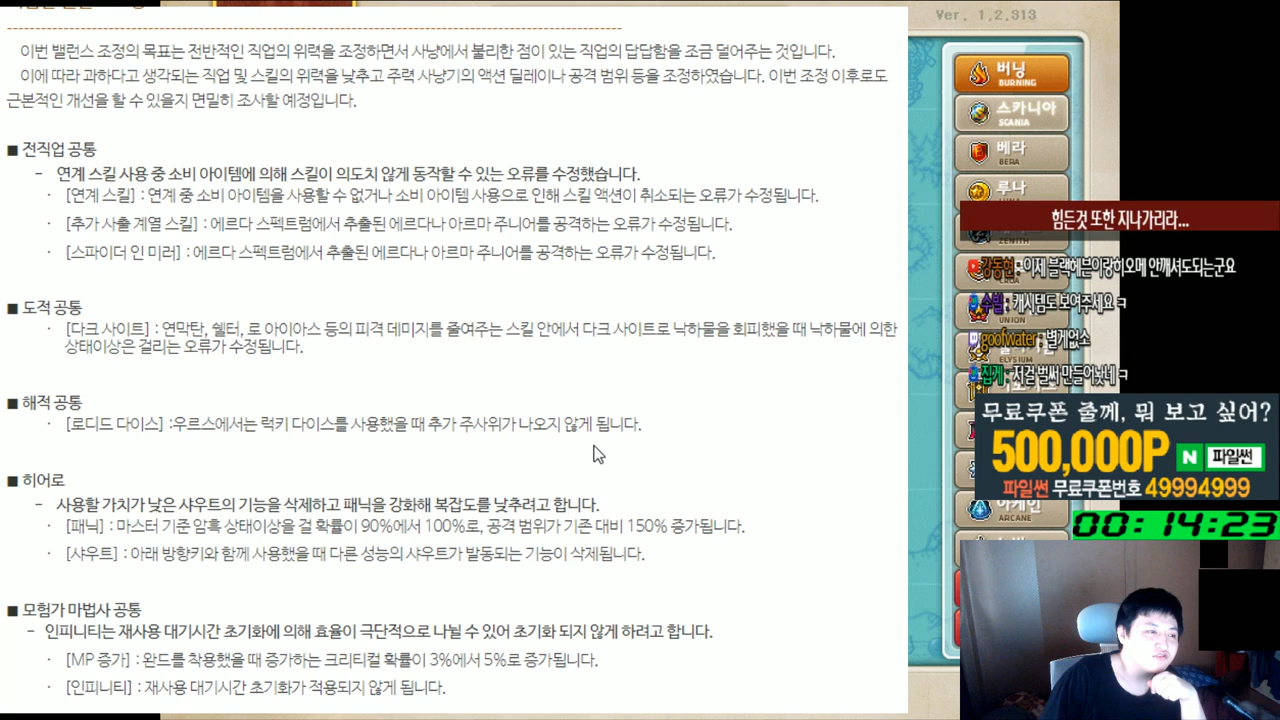 이번 밸런스 조정의 목표는 전반적인 직업의 위력을 조정하면서 사냥에서 불리한 점이 있는 직업의 답답함을 조금 덜어주는 것입니다.
이에 따라 과하다고 생각되는 직업 및 스킬의 위력을 낮추고 주력 사냥기의 액션 딜레이나 공격 범위 등을 조정하였습니다. 이번 조정 이후로도
근본적인 개선을 할 수 있을지 면밀히 조사할 예정입니다.
■ 전직업 공통
- 연계 스킬 사용 중 소비 아이템에 의해 스킬이 의도치 않게 동작할 수 있는 오류를 수정했습니다.
· [연계 스킬] : 연계 중 소비 아이템을 사용할 수 없거나 소비 아이템 사용으로 인해 스킬 액션이 취소되는 오류가 수정됩니다.
· [추가 사출 계열 스킬] : 에르다 스펙트럼에서 추출된 에르다나 아르마 주니어를 공격하는 오류가 수정됩니다.
· [스파이더 인 미러] : 에르다 스펙트럼에서 추출된 에르다나 아르마 주니어를 공격하는 오류가 수정됩니다.
■ 도적 공통
· [다크 사이트] : 연막탄, 쉘터, 로 아이아스 등의 피격 데미지를 줄여주는 스킬 안에서 다크 사이트로 낙하물을 회피했을 때 낙하물에 의한
상태이상은 걸리는 오류가 수정됩니다.
■ 해적 공통
· [로디드 다이스] :우르스에서는 럭키 다이스를 사용했을 때 추가 주사위가 나오지 않게 됩니다.
■ 히어로
- 사용할 가치가 낮은 샤우트의 기능을 삭제하고 패닉을 강화해 복잡도를 낮추려고 합니다.
· [패닉] : 마스터 기준 암흑 상태이상을 걸 확률이 90%에서 100%로, 공격 범위가 기존 대비 150% 증가됩니다.
· [샤우트] : 아래 방향키와 함께 사용했을 때 다른 성능의 샤우트가 발동되는 기능이 삭제됩니다.
■ 모험가 마법사 공통
- 인피니티는 재사용 대기시간 초기화에 의해 효율이 극단적으로 나뉠 수 있어 초기화 되지 않게 하려고 합니다.
· [MP 증가] : 완드를 착용했을 때 증가하는 크리티컬 확률이 3%에서 5%로 증가됩니다.
· [인피니티] : 재사용 대기시간 초기화가 적용되지 않게 됩니다.
Ver. 1.2.313
버닝
BURNING
스카니아
SCANIA
베라
BERA
루나
힘든것 또한 지나가리라...
ZENITH
강동현 : 이제 블랙헤븐이랑히오메 안깨셔도되는군요
수발 : 캐시템도 보여주세요 ㅋ
UNION
goofwater : 별게없소
ELYSIUM
집게 : 저걸 벌써 만들어놧네 ㅋ
무료쿠폰 줄께, 뭐 보고 싶어?
500,000P N 파일썬
파일썬 무료쿠폰번호 49994999
아케인
ARCANE
00:14:23